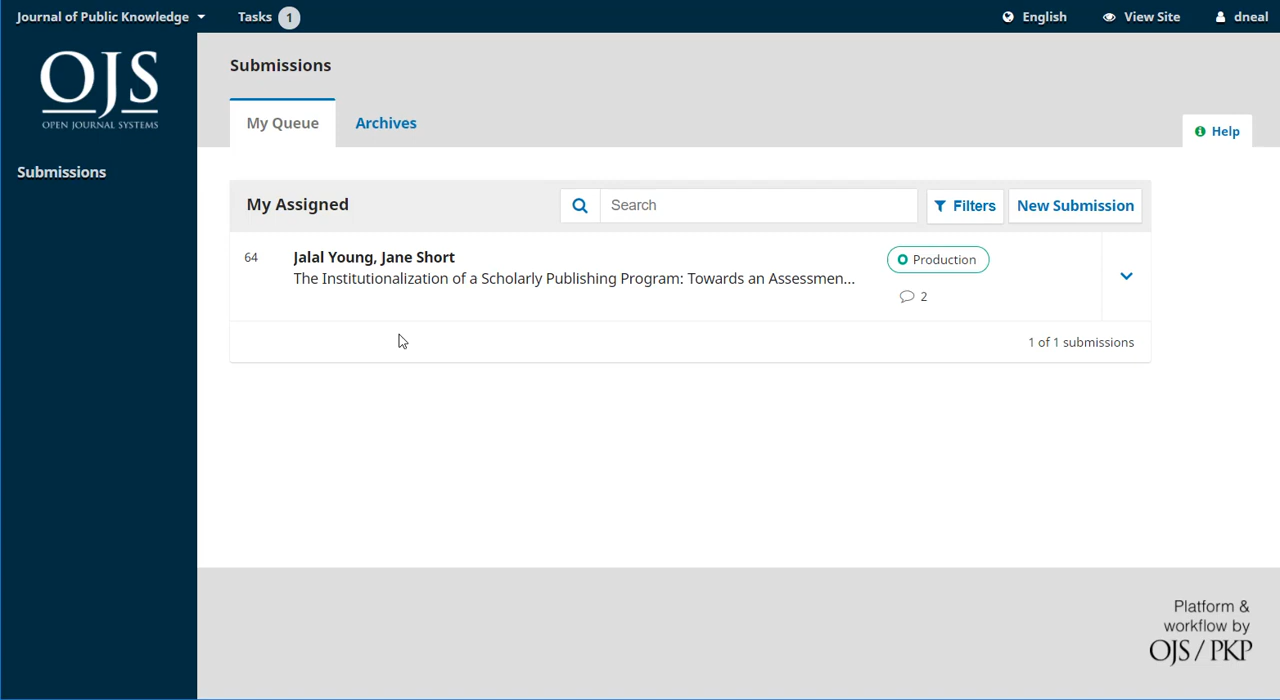 Journal of Public Knowledge
Tasks 1
English
View Site
dneal
OJS
OPEN JOURNAL SYSTEMS
Submissions
Submissions
My Queue
Archives
Help
My Assigned
Search
Filters
New Submission
64
Jalal Young, Jane Short
Production
The Institutionalization of a Scholarly Publishing Program: Towards an Assessmen...
2
1 of 1 submissions
Platform &
workflow by
OJS / PKP